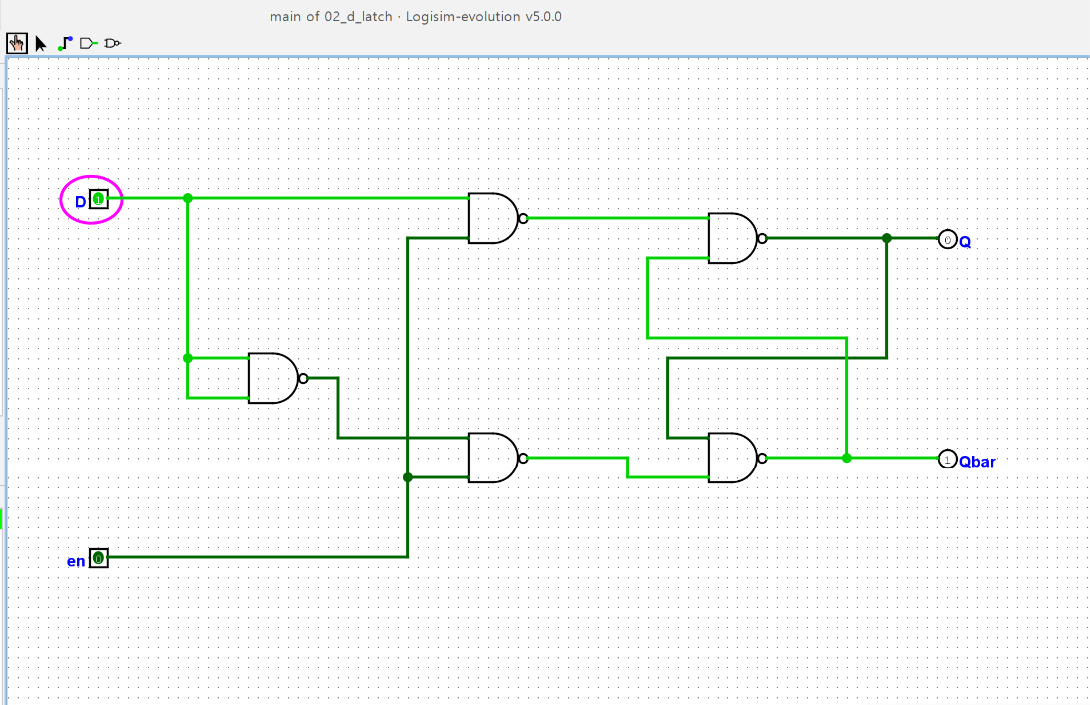 main of 02_d_latch · Logisim-evolution v5.0.0
D 1
0 Q
1 Qbar
en 0